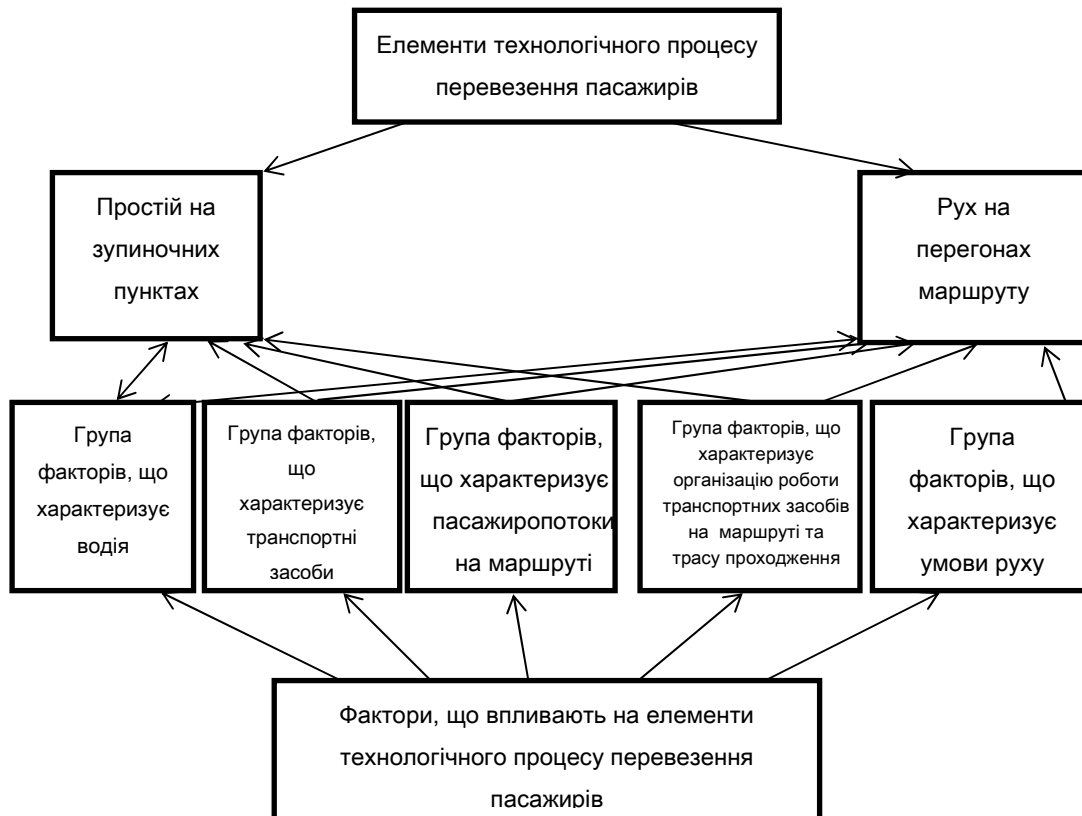 Елементи технологічного процесу
перевезення пасажирів
Простій на
зупиночних
пунктах
Рух на
перегонах
маршруту
Група
факторів, що
характеризує
водія
Група факторів,
що
характеризує
транспортні
засоби
Група факторів,
що характеризує
пасажиропотоки
на маршруті
Група факторів, що
характеризує
організацію роботи
транспортних засобів
на маршруті та
трасу проходження
Група
факторів, що
характеризує
умови руху
Фактори, що впливають на елементи
технологічного процесу перевезення
пасажирів